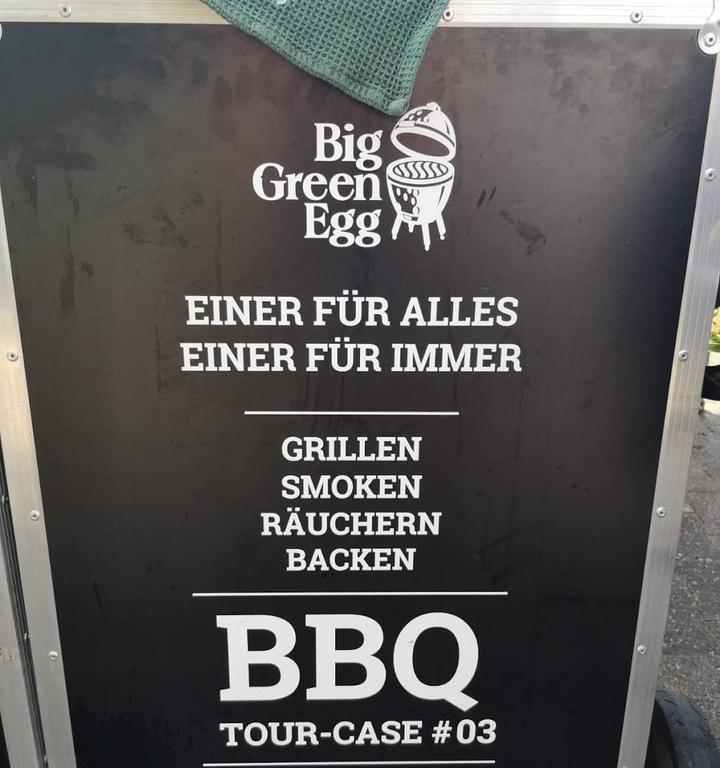 Big
Green
Egg
EINER FÜR ALLES
EINER FÜR IMMER
GRILLEN
SMOKEN
RÄUCHERN
BACKEN
BBQ
TOUR-CASE #03